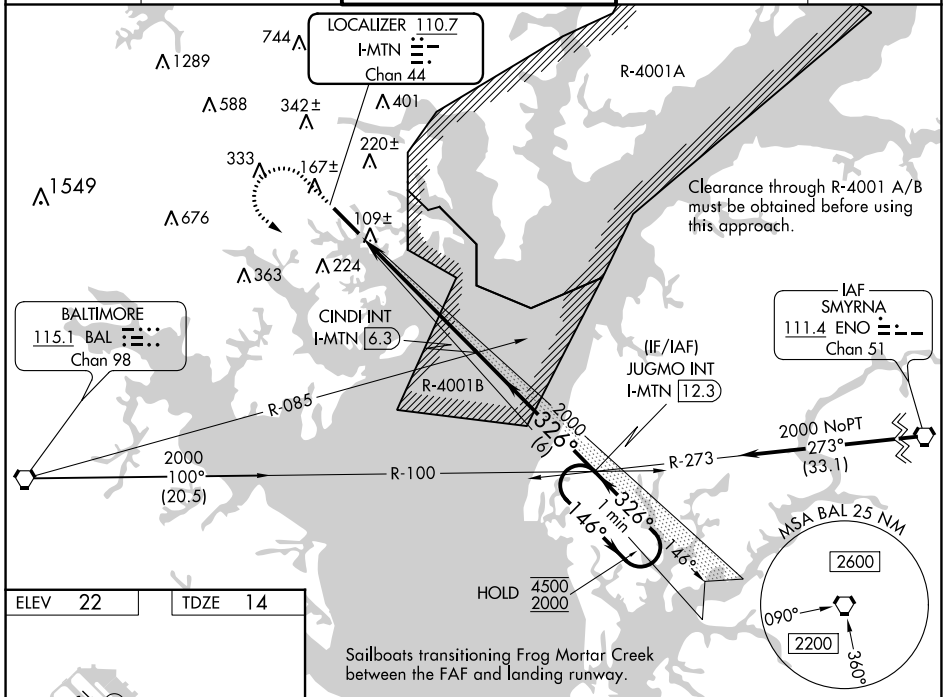 LOCALIZER 110.7
I-MTN
Chan 44
744
1289
588
342±
401
R-4001A
220±
333
167±
1549
Clearance through R-4001 A/B
must be obtained before using
this approach.
676
109±
363
224
BALTIMORE
115.1 BAL
Chan 98
CINDI INT
I-MTN 6.3
IAF
SMYRNA
111.4 ENO
Chan 51
(IF/IAF)
JUGMO INT
I-MTN 12.3
R-4001B
R-085
2000
326°
(6)
2000 NoPT
273°
(33.1)
R-273
2000
100°
(20.5)
R-100
326°
1 min
146°
146°
HOLD 4500
2000
MSA BAL 25 NM
2600
090°
2200
360°
ELEV 22
TDZE 14
Sailboats transitioning Frog Mortar Creek
between the FAF and landing runway.